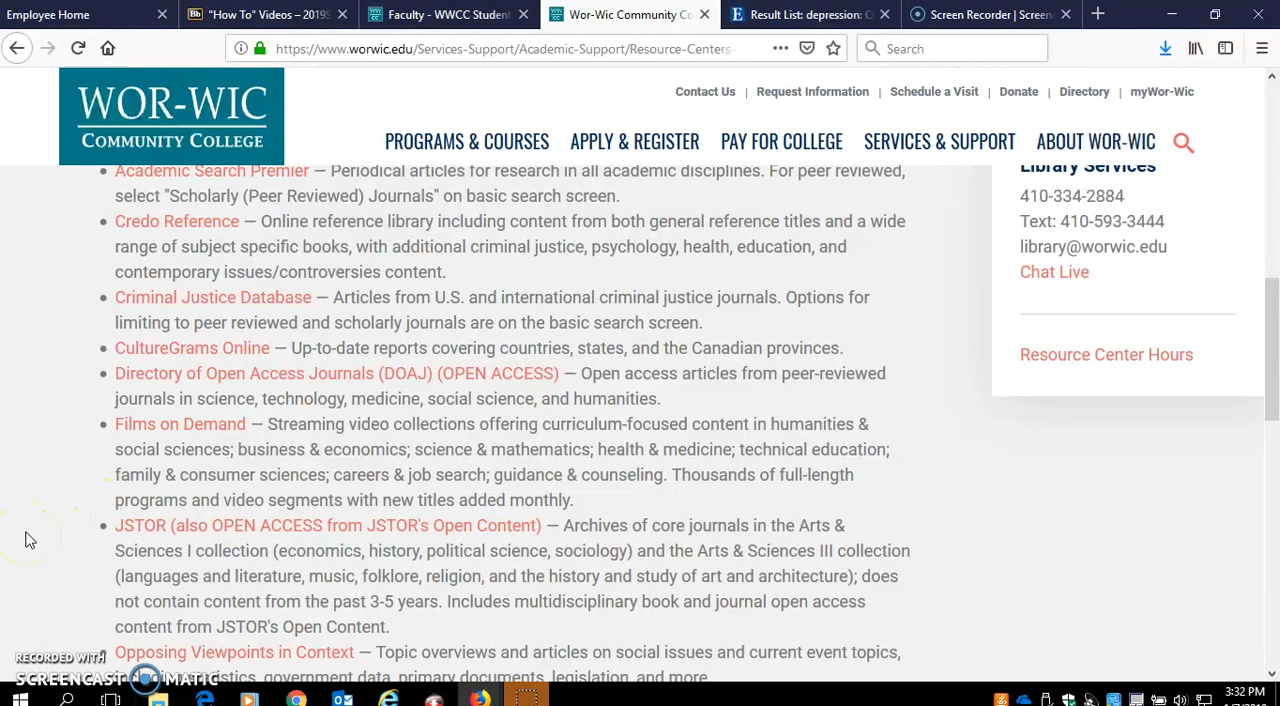 Employee Home
Bb "How To" Videos – 2019S
Faculty - WWCC Student
Wor-Wic Community Co
E Result List: depression: Q
Screen Recorder | Screen
https://www.worwic.edu/Services-Support/Academic-Support/Resource-Centers-
Search
WOR-WIC
COMMUNITY COLLEGE
Contact Us | Request Information | Schedule a Visit | Donate | Directory | myWor-Wic
PROGRAMS & COURSES APPLY & REGISTER PAY FOR COLLEGE SERVICES & SUPPORT ABOUT WOR-WIC
• Academic Search Premier — Periodical articles for research in all academic disciplines. For peer reviewed,
select "Scholarly (Peer Reviewed) Journals" on basic search screen.
• Credo Reference — Online reference library including content from both general reference titles and a wide
range of subject specific books, with additional criminal justice, psychology, health, education, and
contemporary issues/controversies content.
• Criminal Justice Database — Articles from U.S. and international criminal justice journals. Options for
limiting to peer reviewed and scholarly journals are on the basic search screen.
• CultureGrams Online — Up-to-date reports covering countries, states, and the Canadian provinces.
• Directory of Open Access Journals (DOAJ) (OPEN ACCESS) — Open access articles from peer-reviewed
journals in science, technology, medicine, social science, and humanities.
• Films on Demand — Streaming video collections offering curriculum-focused content in humanities &
social sciences; business & economics; science & mathematics; health & medicine; technical education;
family & consumer sciences; careers & job search; guidance & counseling. Thousands of full-length
programs and video segments with new titles added monthly.
• JSTOR (also OPEN ACCESS from JSTOR's Open Content) — Archives of core journals in the Arts &
Sciences I collection (economics, history, political science, sociology) and the Arts & Sciences III collection
(languages and literature, music, folklore, religion, and the history and study of art and architecture); does
not contain content from the past 3-5 years. Includes multidisciplinary book and journal open access
content from JSTOR's Open Content.
• Opposing Viewpoints in Context — Topic overviews and articles on social issues and current event topics,
statistics, government data, primary documents, legislation, and more
Library Services
410-334-2884
Text: 410-593-3444
library@worwic.edu
Chat Live
Resource Center Hours
RECORDED WITH
SCREENCAST MATIC
3:32 PM